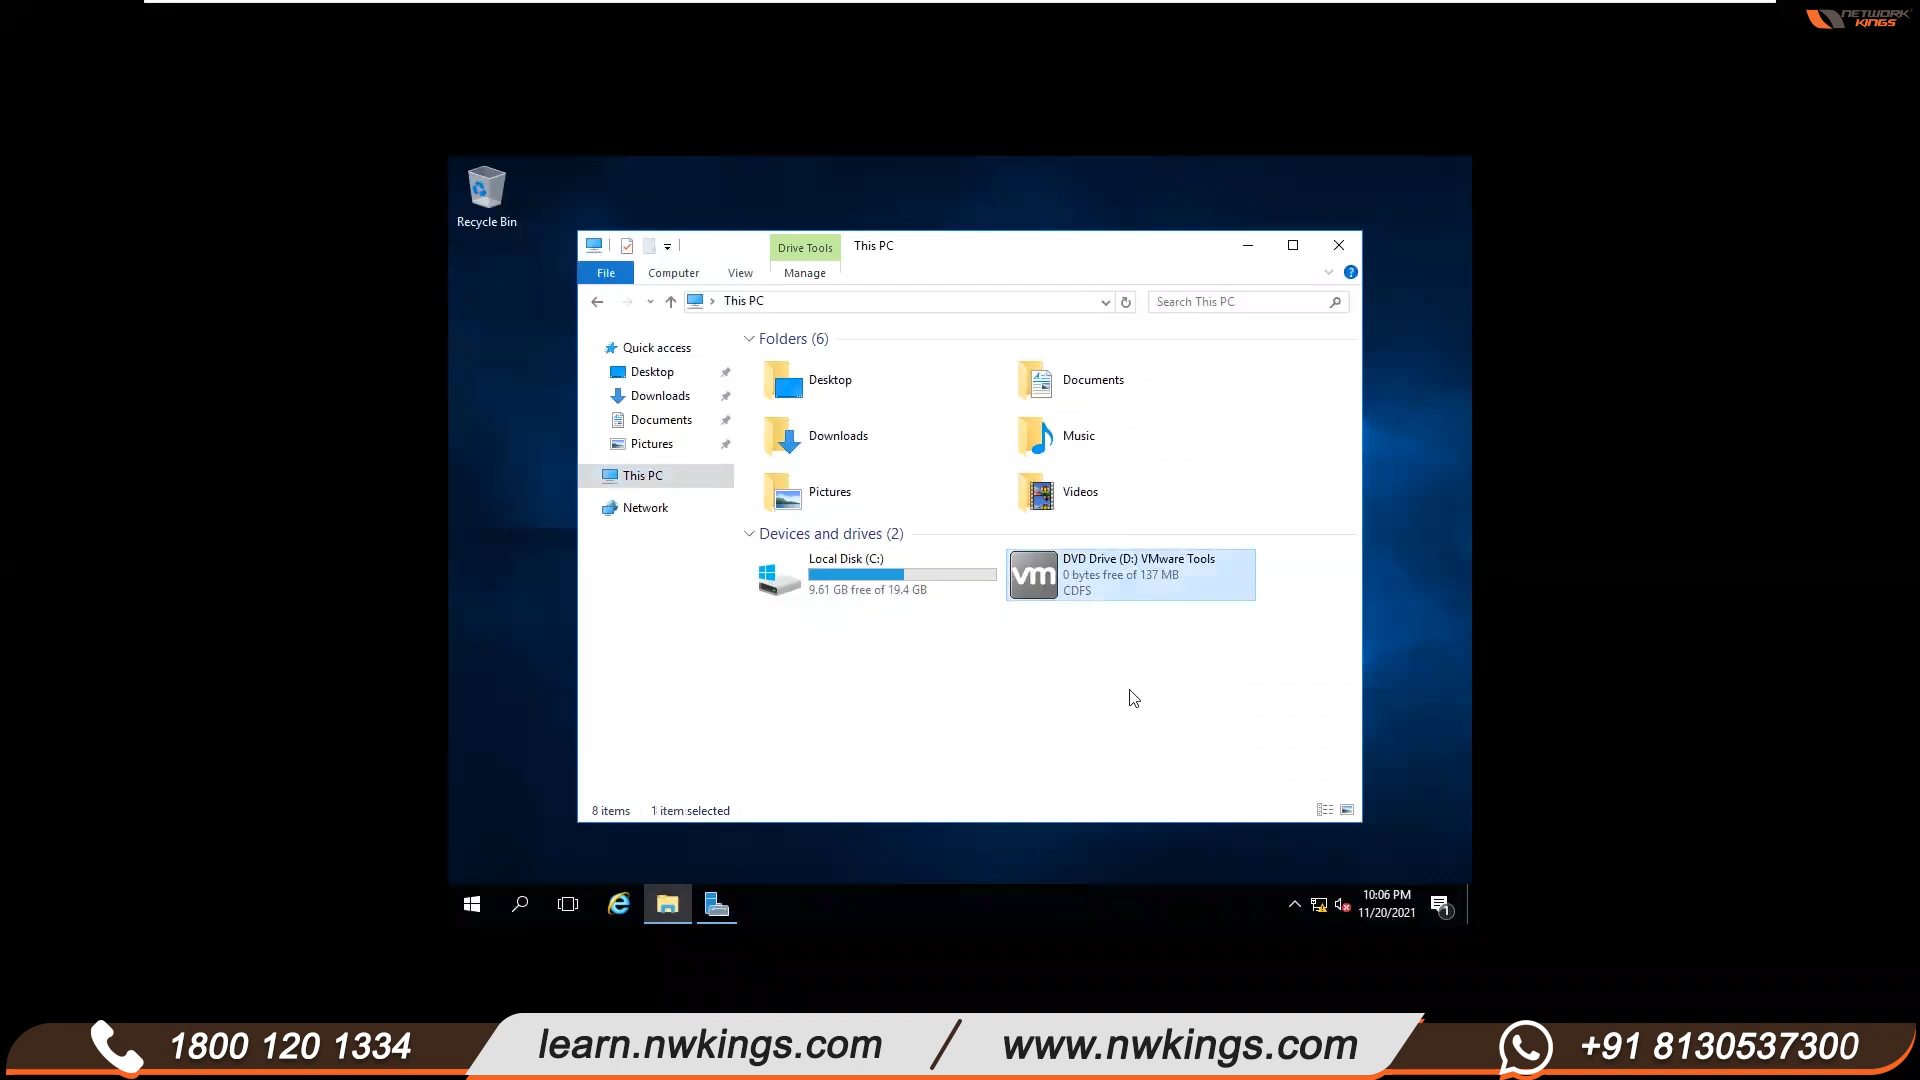 NETWORK
KINGS
Recycle Bin
Drive Tools
This PC
File
Computer
View
Manage
This PC
Search This PC
Quick access
Desktop
Downloads
Documents
Pictures
This PC
Network
Folders (6)
Desktop
Documents
Downloads
Music
Pictures
Videos
Devices and drives (2)
Local Disk (C:)
9.61 GB free of 19.4 GB
vm
DVD Drive (D:) VMware Tools
0 bytes free of 137 MB
CDFS
8 items
1 item selected
10:06 PM
11/20/2021
1
1800 120 1334
learn.nwkings.com / www.nwkings.com
+91 8130537300